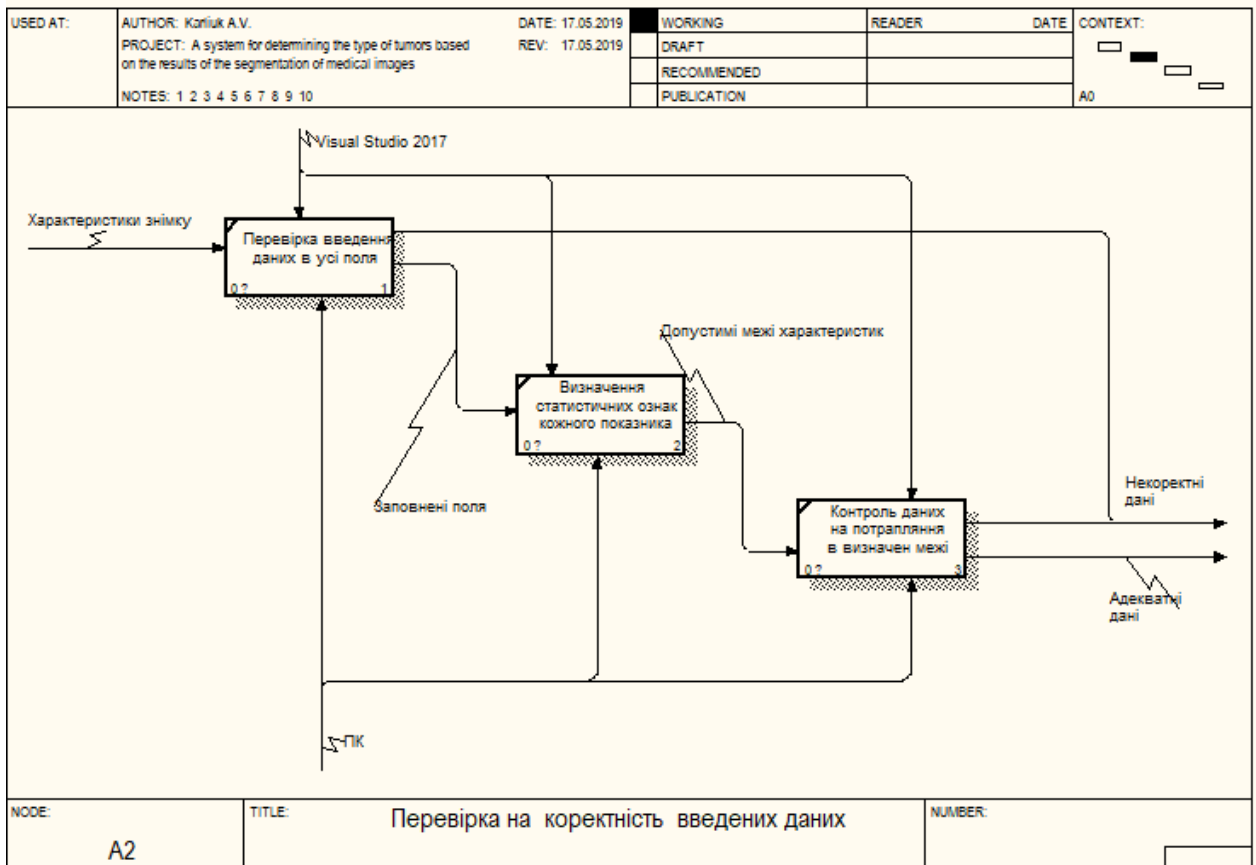 USED AT:
AUTHOR: Karliuk A.V.
DATE: 17.05.2019
PROJECT: A system for determining the type of tumors based
on the results of the segmentation of medical images
REV: 17.05.2019
NOTES: 1 2 3 4 5 6 7 8 9 10
WORKING
DRAFT
RECOMMENDED
PUBLICATION
READER
DATE
CONTEXT:
A0
Visual Studio 2017
Характеристики знімку
Перевірка введення
даних в усі поля
0 ?
1
Допустимі межі характеристик
Визначення
статистичних ознак
кожного показника
0 ?
2
Заповнені поля
Контроль даних
на потрапляння
в визначен межі
0 ?
3
Некоректні
дані
Адекватні
дані
ПК
NODE:
A2
TITLE:
Перевірка на коректність введених даних
NUMBER: